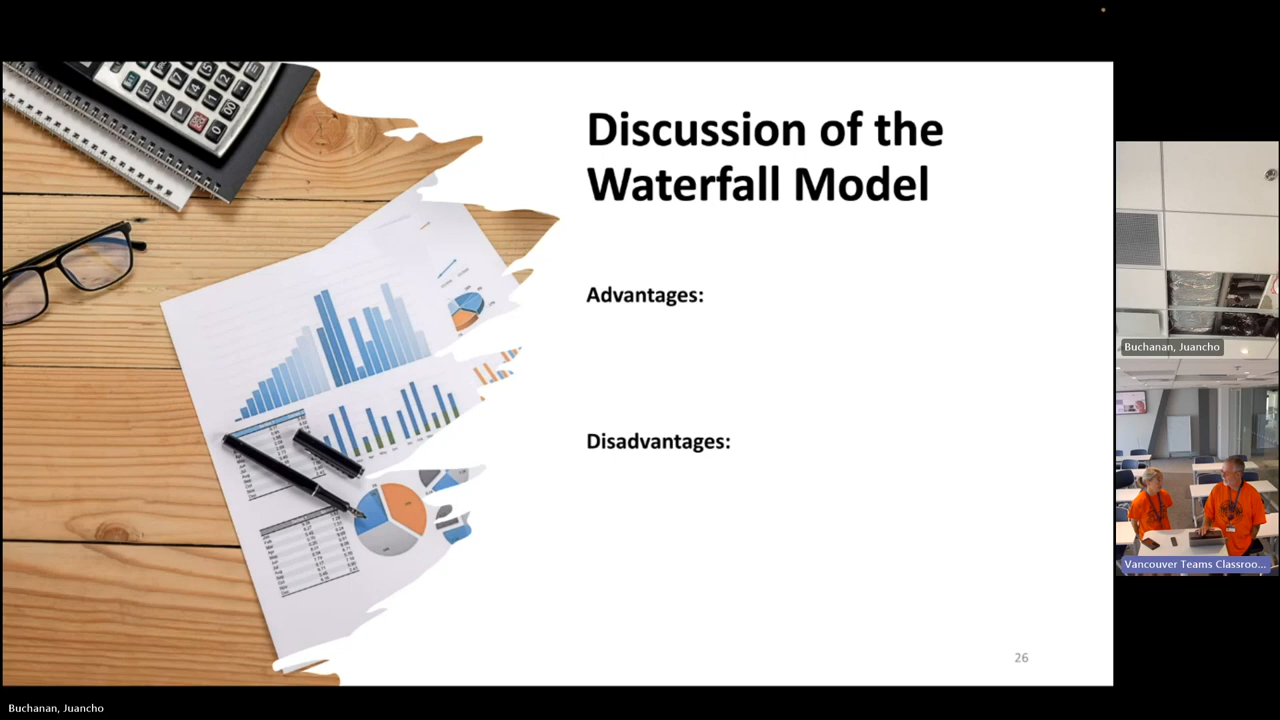 Discussion of the
Waterfall Model
Advantages:
Disadvantages:
26
Buchanan, Juancho
Vancouver Teams Classroo...
Buchanan, Juancho